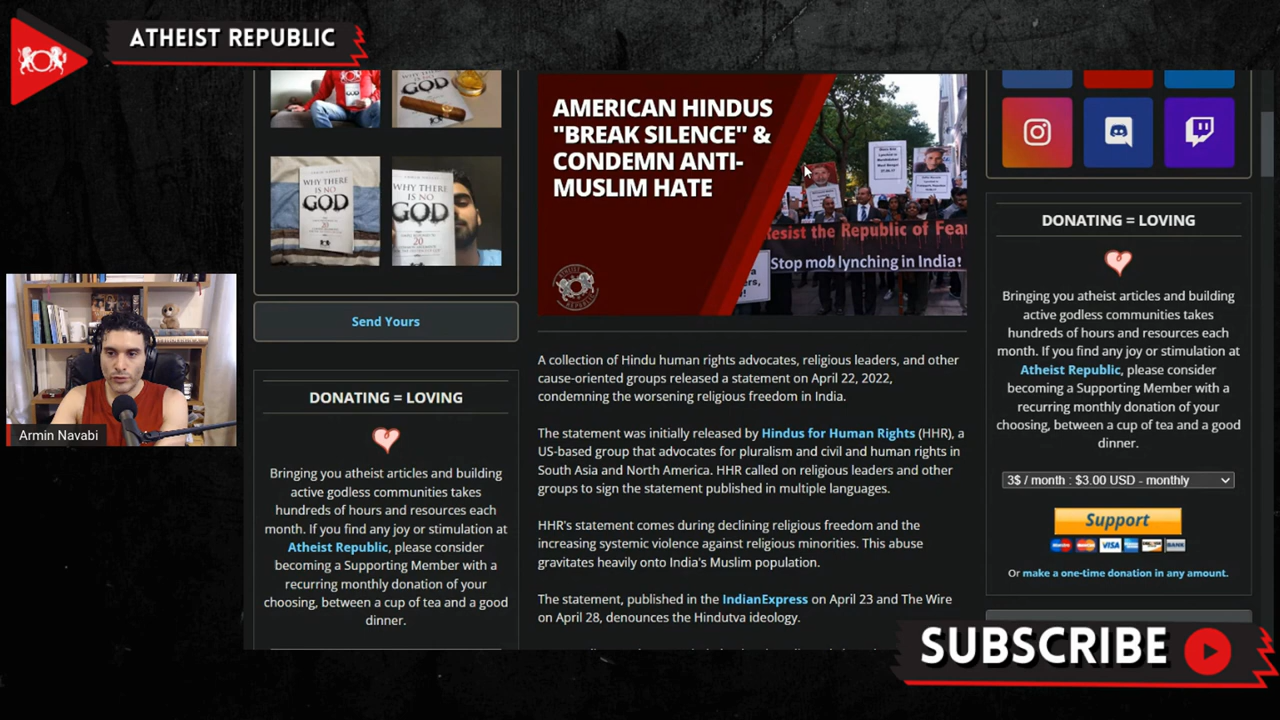 ATHEIST REPUBLIC
WHY THERE IS NO
GOD
WHY THERE
IS NO
GOD
20
WHY THERE
IS NO
GOD
20
Send Yours
DONATING = LOVING
Bringing you atheist articles and building
active godless communities takes
hundreds of hours and resources each
month. If you find any joy or stimulation at
Atheist Republic, please consider
becoming a Supporting Member with a
recurring monthly donation of your
choosing, between a cup of tea and a good
dinner.
Armin Navabi
AMERICAN HINDUS
"BREAK SILENCE" &
CONDEMN ANTI-
MUSLIM HATE
Resist the Republic of Fear
Stop mob lynching in India!
A collection of Hindu human rights advocates, religious leaders, and other
cause-oriented groups released a statement on April 22, 2022,
condemning the worsening religious freedom in India.
The statement was initially released by Hindus for Human Rights (HHR), a
US-based group that advocates for pluralism and civil and human rights in
South Asia and North America. HHR called on religious leaders and other
groups to sign the statement published in multiple languages.
HHR's statement comes during declining religious freedom and the
increasing systemic violence against religious minorities. This abuse
gravitates heavily onto India's Muslim population.
The statement, published in the IndianExpress on April 23 and The Wire
on April 28, denounces the Hindutva ideology.
DONATING = LOVING
Bringing you atheist articles and building
active godless communities takes
hundreds of hours and resources each
month. If you find any joy or stimulation at
Atheist Republic, please consider
becoming a Supporting Member with a
recurring monthly donation of your
choosing, between a cup of tea and a good
dinner.
3$ / month : $3.00 USD - monthly
Support
VISA
BANK
Or make a one-time donation in any amount.
SUBSCRIBE